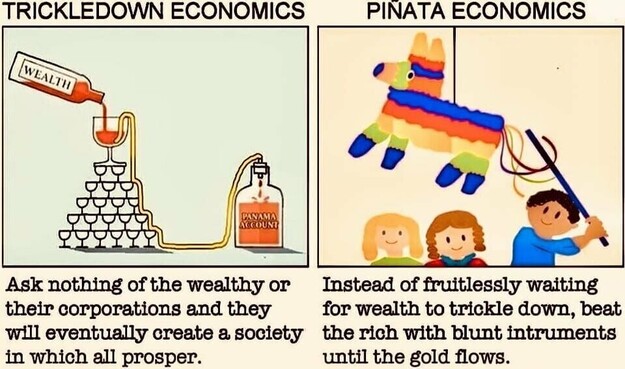 TRICKLEDOWN ECONOMICS
WEALTH
PANAMA
ACCOUNT
Ask nothing of the wealthy or
their corporations and they
will eventually create a society
in which all prosper.
PIÑATA ECONOMICS
Instead of fruitlessly waiting
for wealth to trickle down, beat
the rich with blunt intruments
until the gold flows.